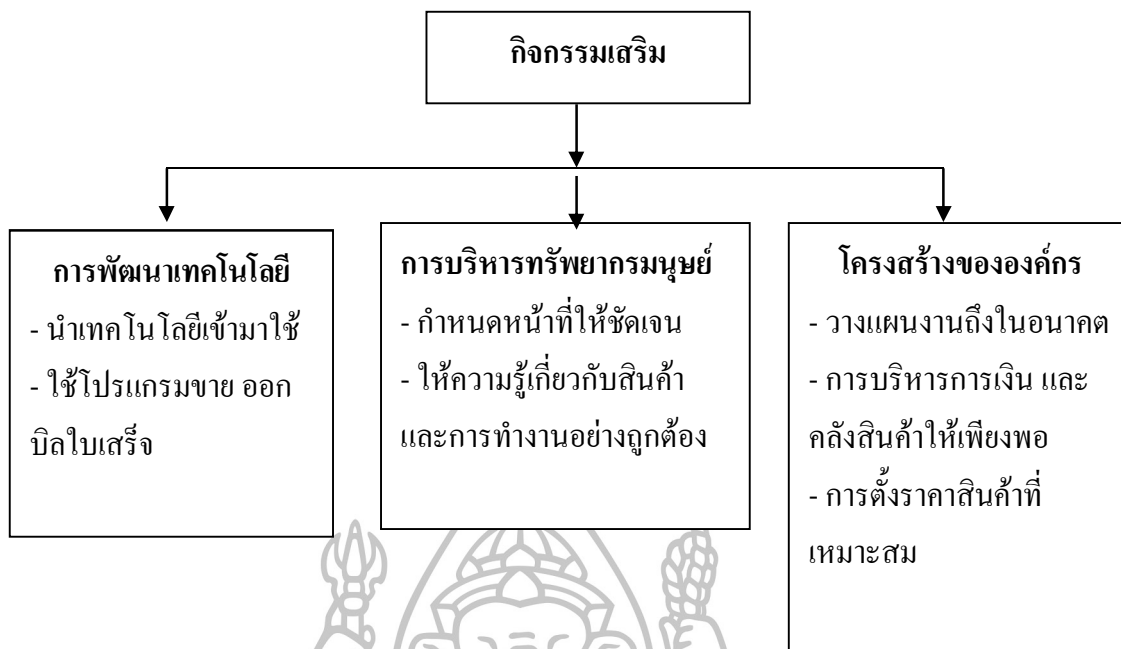 กิจกรรมเสริม
การพัฒนาเทคโนโลยี
- นำเทคโนโลยีเข้ามาใช้
- ใช้โปรแกรมขาย ออก
บิลใบเสร็จ
การบริหารทรัพยากรมนุษย์
- กำหนดหน้าที่ให้ชัดเจน
- ให้ความรู้เกี่ยวกับสินค้า
และการทำงานอย่างถูกต้อง
โครงสร้างขององค์กร
- วางแผนงานถึงในอนาคต
- การบริหารการเงิน และ
คลังสินค้าให้เพียงพอ
- การตั้งราคาสินค้าที่
เหมาะสม